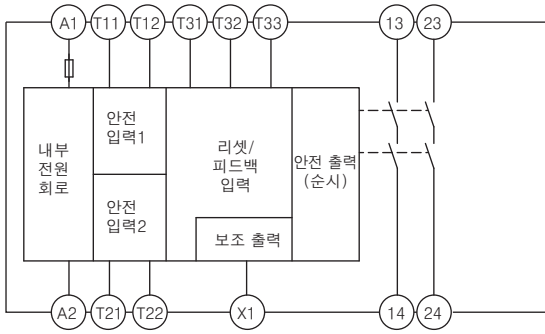 A1 T11 T12 T31 T32 T33 13 23
내부
전원
회로
안전
입력1
안전
입력2
리셋/
피드백
입력
보조 출력
안전 출력
(순시)
A2 T21 T22 X1 14 24